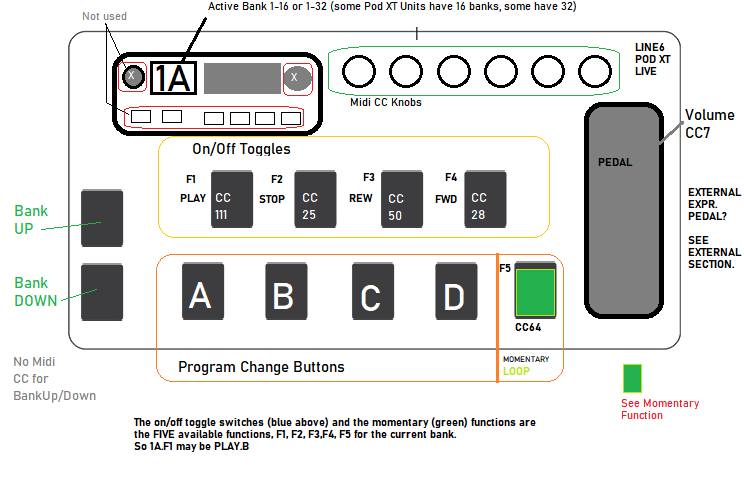 Active Bank 1-16 or 1-32 (some Pod XT Units have 16 banks, some have 32)
Not used
X
1A
X
LINE6
POD XT
LIVE
Midi CC Knobs
Volume
CC7
On/Off Toggles
PEDAL
F1
PLAY
CC
111
F2
STOP
CC
25
F3
REW
CC
50
F4
FWD
CC
28
EXTERNAL
EXPR.
PEDAL?
SEE
EXTERNAL
SECTION.
Bank
UP
Bank
DOWN
A
B
C
D
F5
CC64
No Midi
CC for
BankUp/Down
Program Change Buttons
MOMENTARY
LOOP
See Momentary
Function
The on/off toggle switches (blue above) and the momentary (green) functions are
the FIVE available functions, F1, F2, F3,F4, F5 for the current bank.
So 1A.F1 may be PLAY.B